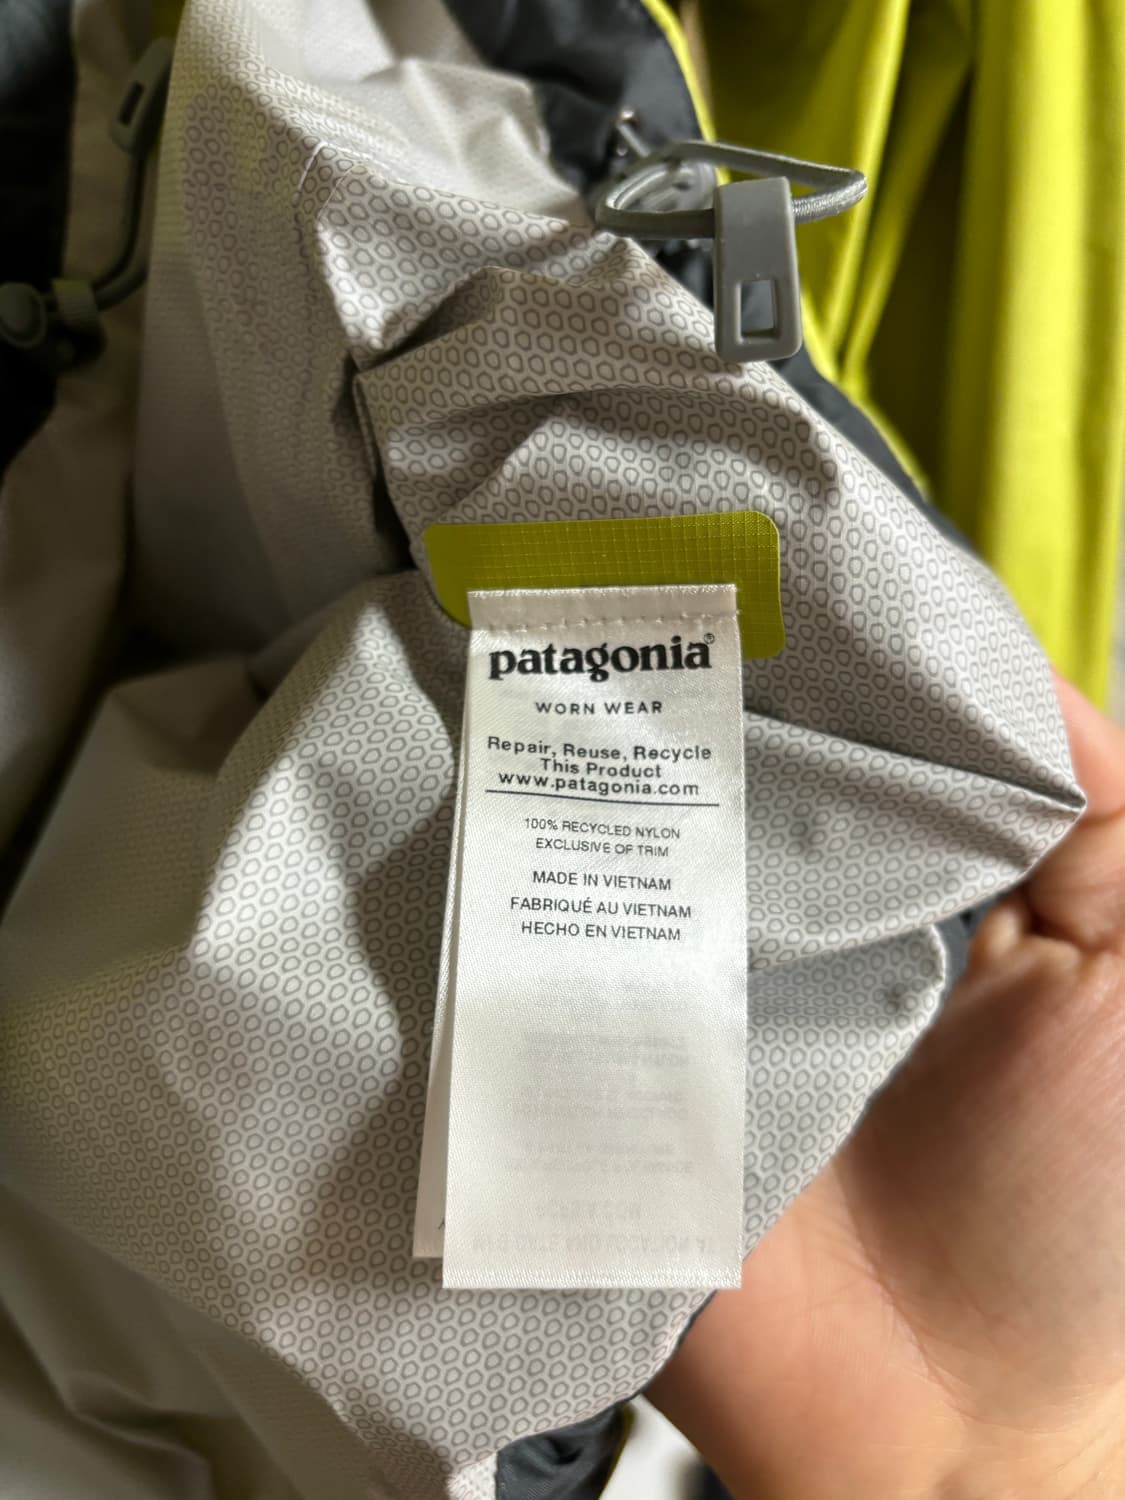 patagonia®
WORN WEAR
Repair, Reuse, Recycle
This Product
www.patagonia.com
100% RECYCLED NYLON
EXCLUSIVE OF TRIM
MADE IN VIETNAM
FABRIQUÉ AU VIETNAM
HECHO EN VIETNAM